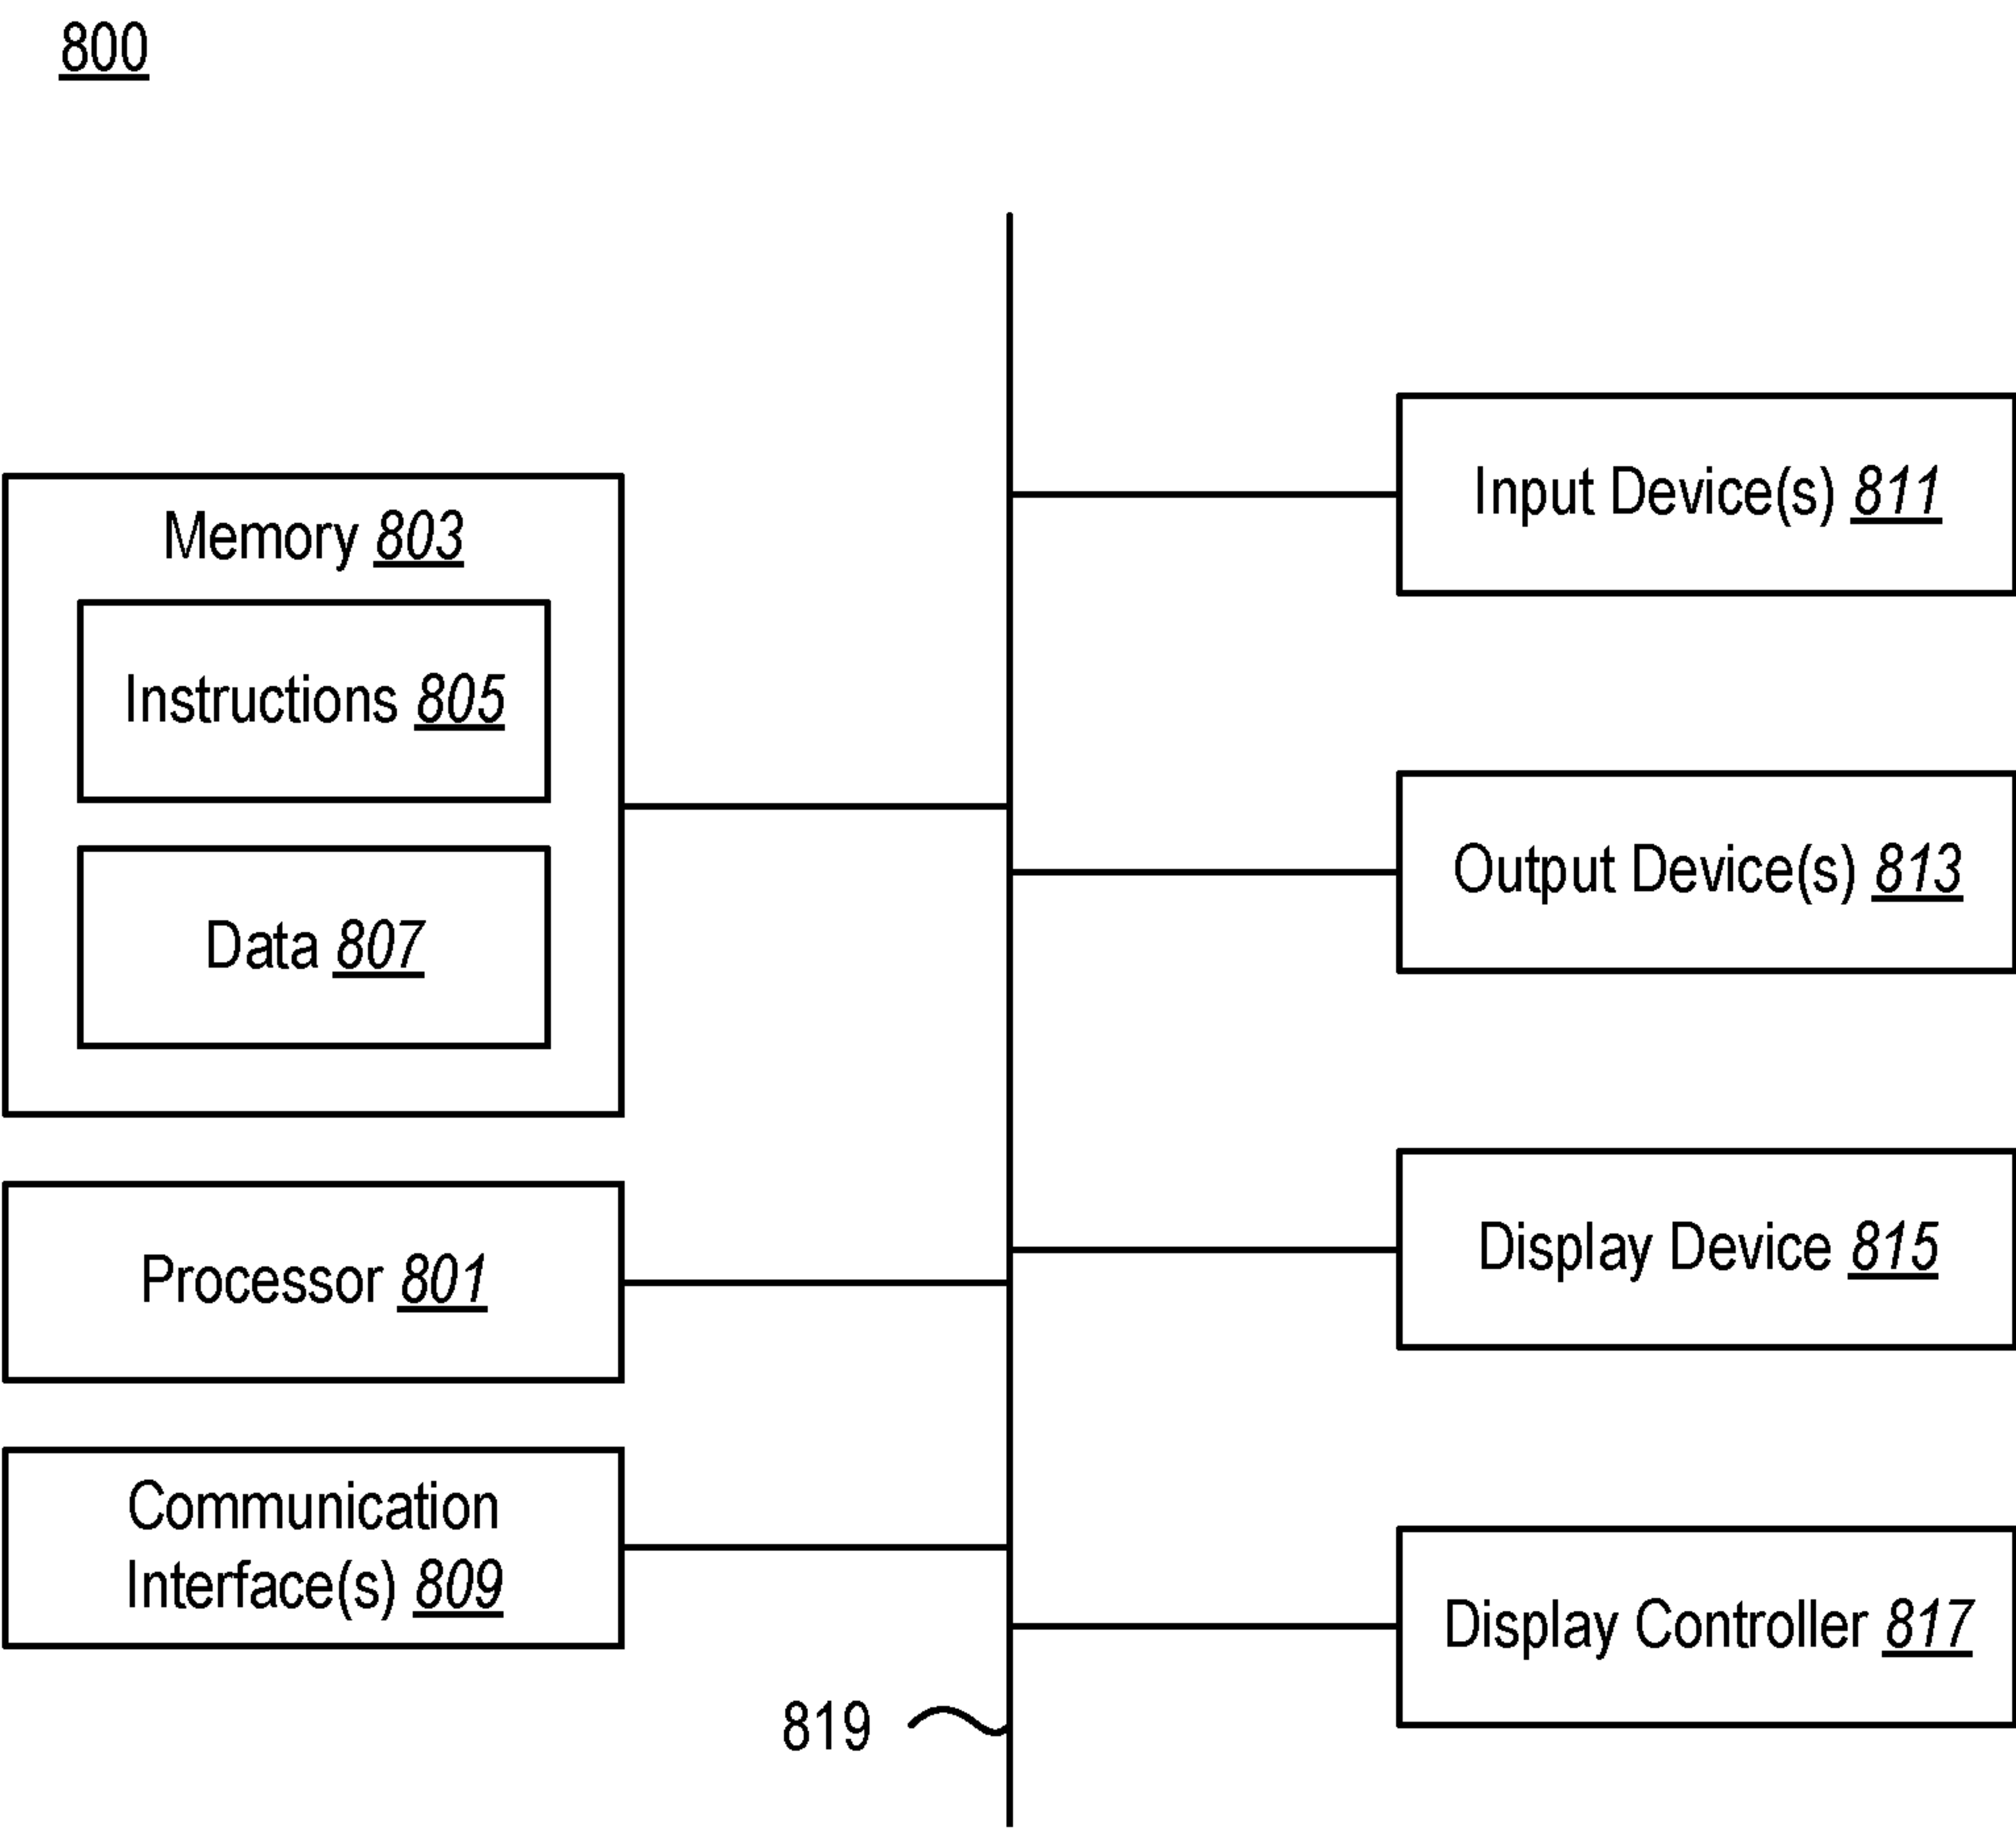 800
Memory 803
Instructions 805
Data 807
Processor 801
Communication
Interface(s) 809
Input Device(s) 811
Output Device(s) 813
Display Device 815
Display Controller 817
819